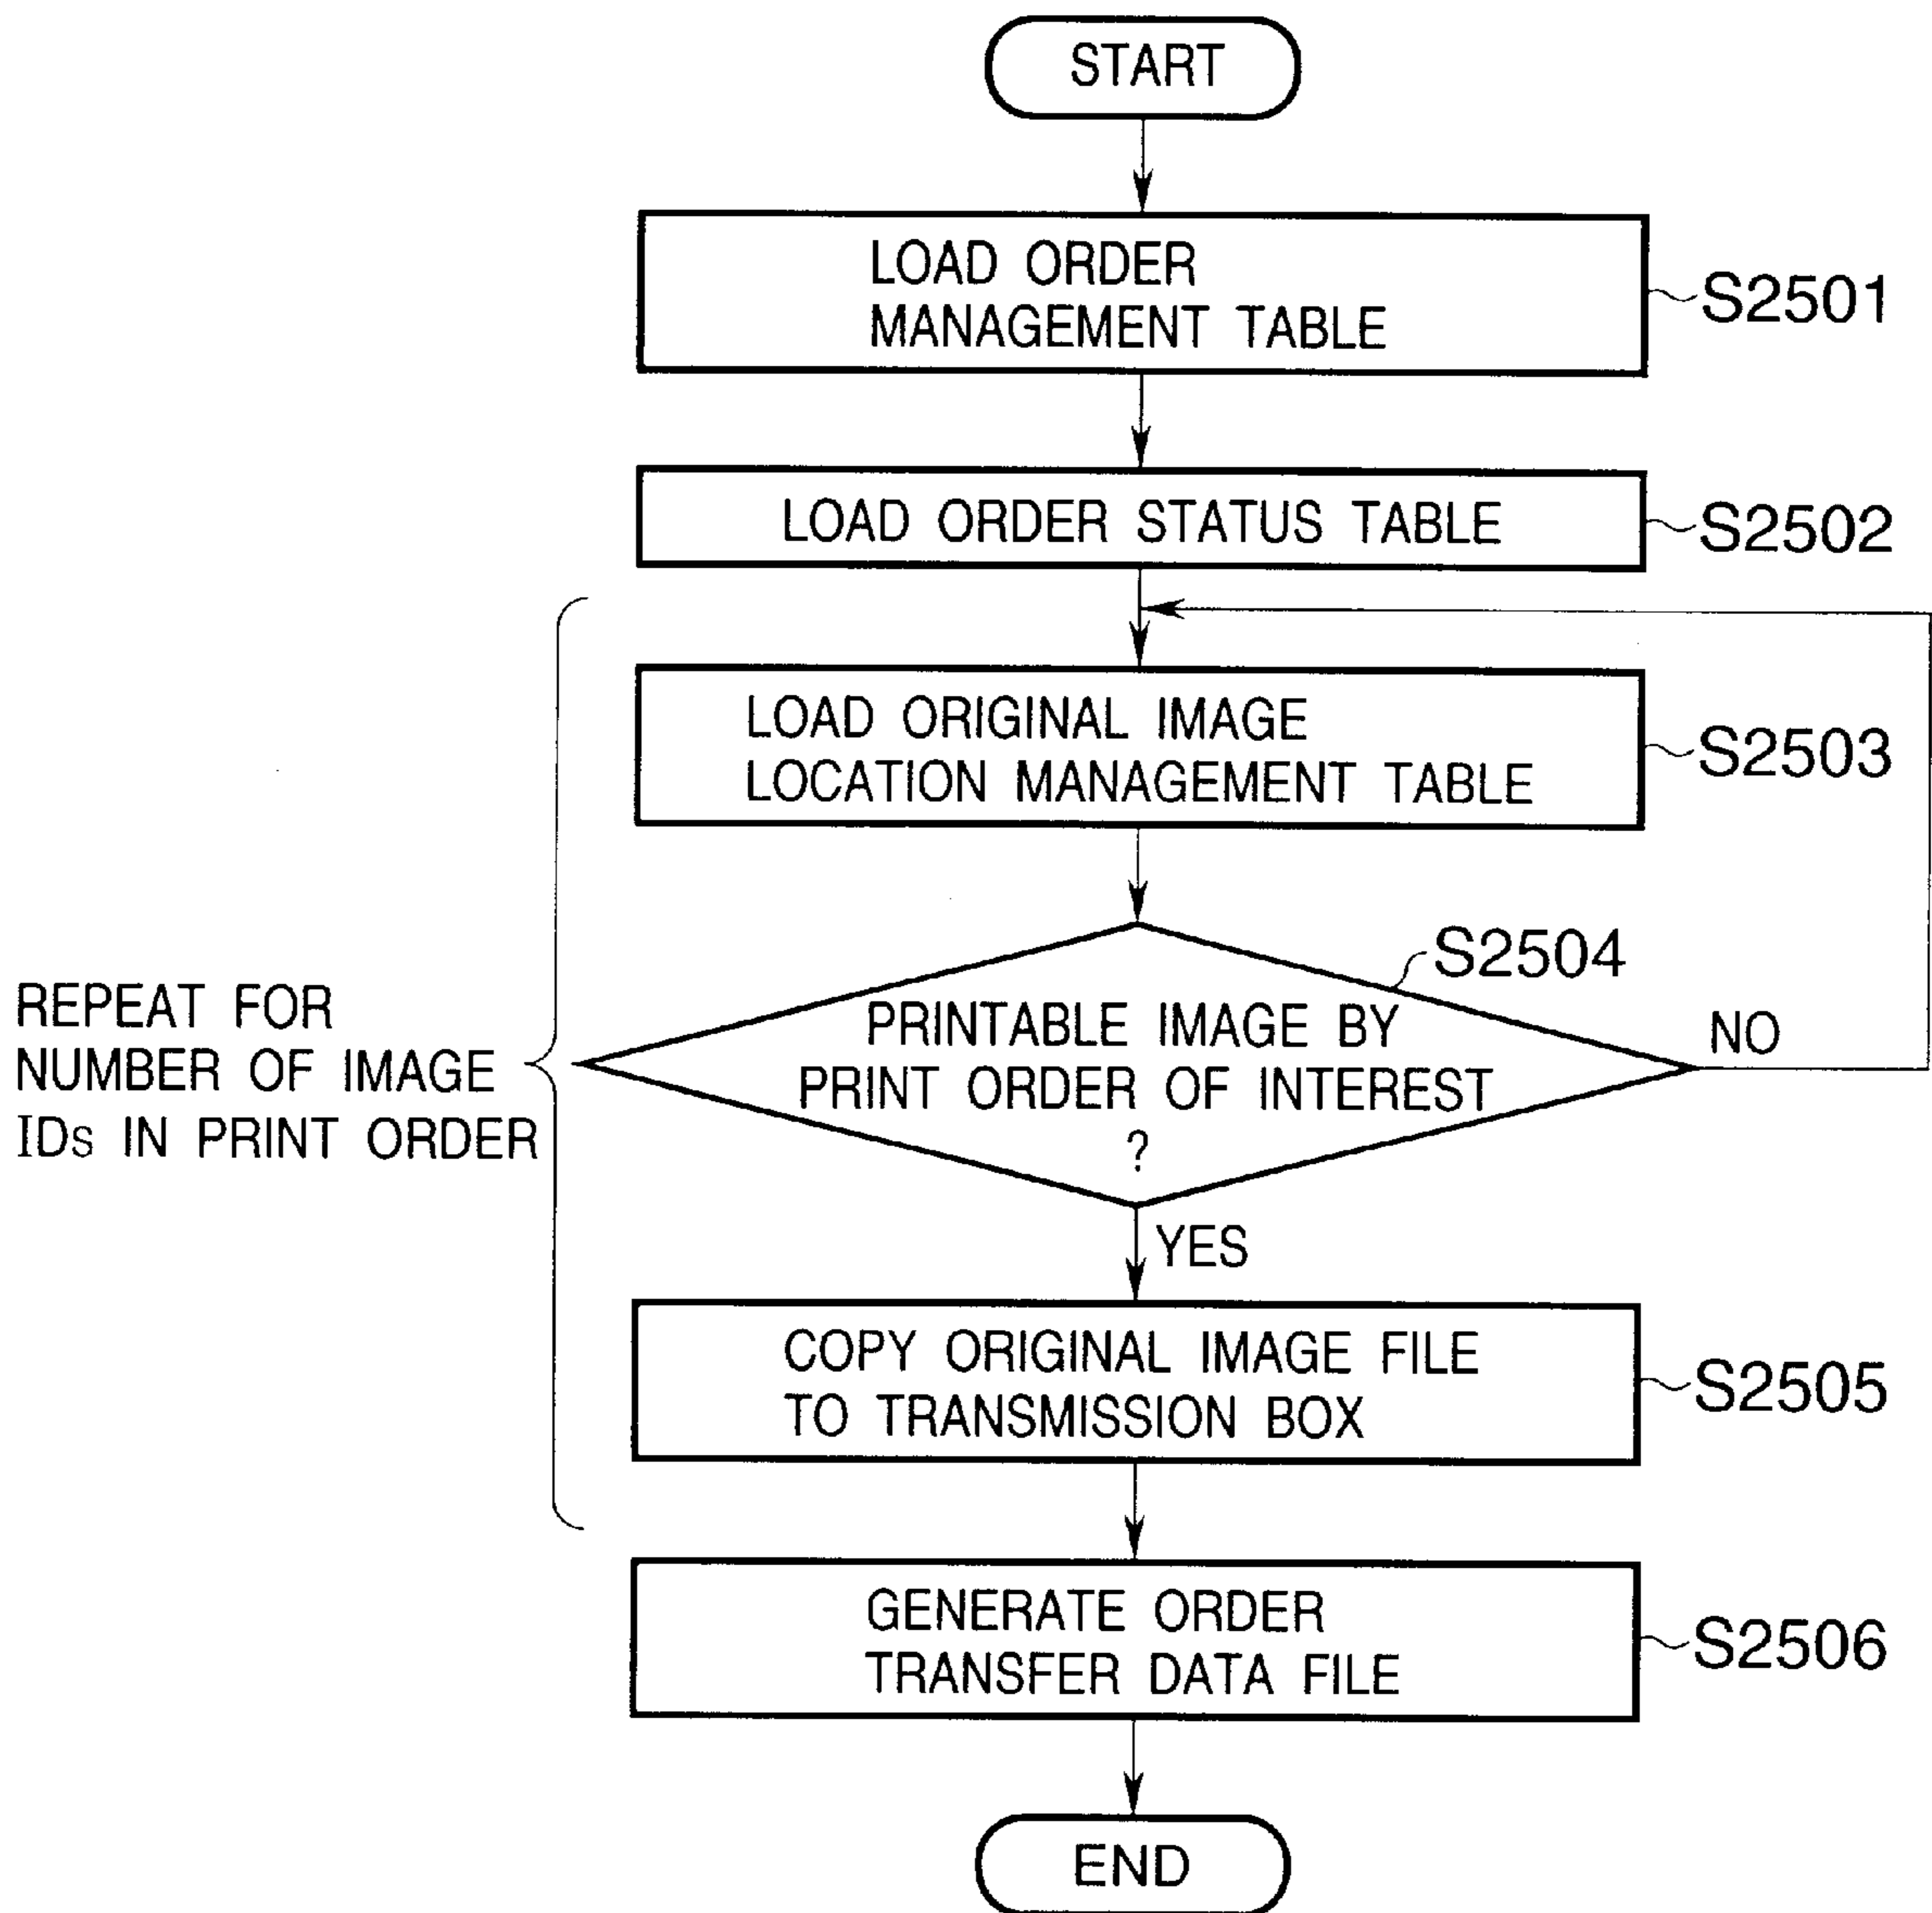 START
LOAD ORDER
MANAGEMENT TABLE
S2501
LOAD ORDER STATUS TABLE
S2502
LOAD ORIGINAL IMAGE
LOCATION MANAGEMENT TABLE
S2503
S2504
PRINTABLE IMAGE BY
PRINT ORDER OF INTEREST
?
NO
REPEAT FOR
NUMBER OF IMAGE
IDs IN PRINT ORDER
YES
COPY ORIGINAL IMAGE FILE
TO TRANSMISSION BOX
S2505
GENERATE ORDER
TRANSFER DATA FILE
S2506
END